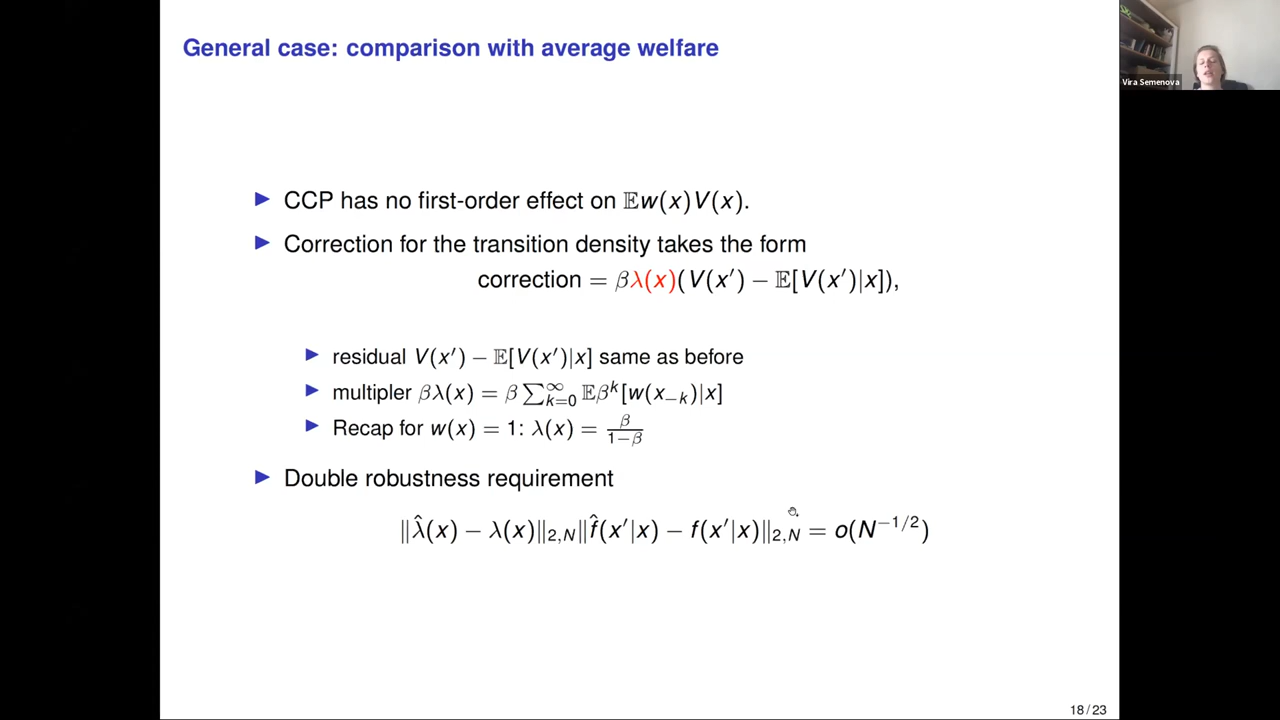 General case: comparison with average welfare
Vira Semenova
▶ CCP has no first-order effect on 𝔼w(x)V(x).
▶ Correction for the transition density takes the form
correction = βλ(x)(V(x′) − 𝔼[V(x′)|x]),
▶ residual V(x′) − 𝔼[V(x′)|x] same as before
▶ multipler βλ(x) = β ∑_{k=0}^{∞} 𝔼β^k[w(x_{−k})|x]
▶ Recap for w(x) = 1: λ(x) = β/(1−β)
▶ Double robustness requirement
‖λ̂(x) − λ(x)‖_{2,N}‖f̂(x′|x) − f(x′|x)‖_{2,N} = o(N^{−1/2})
18 / 23